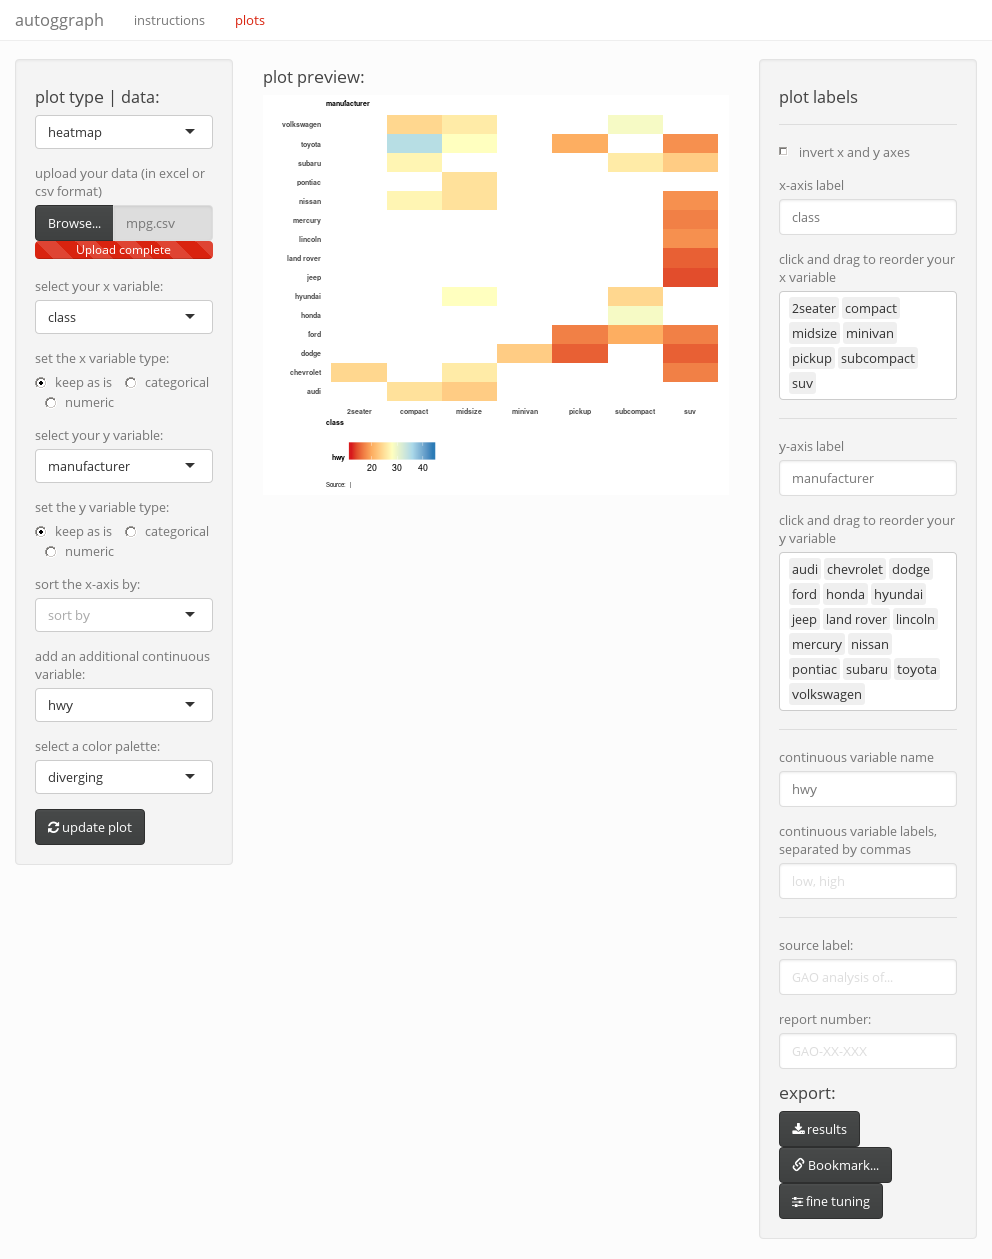 autoggraph instructions plots
plot type | data:
heatmap
upload your data (in excel or
csv format)
Browse... mpg.csv
Upload complete
select your x variable:
class
set the x variable type:
keep as is categorical
numeric
select your y variable:
manufacturer
set the y variable type:
keep as is categorical
numeric
sort the x-axis by:
sort by
add an additional continuous
variable:
hwy
select a color palette:
diverging
update plot
plot preview:
manufacturer
volkswagen
toyota
subaru
pontiac
nissan
mercury
lincoln
land rover
jeep
hyundai
honda
ford
dodge
chevrolet
audi
2seater compact midsize minivan pickup subcompact suv
class
hwy
20 30 40
Source: |
plot labels
invert x and y axes
x-axis label
class
click and drag to reorder your
x variable
2seater compact
midsize minivan
pickup subcompact
suv
y-axis label
manufacturer
click and drag to reorder your
y variable
audi chevrolet dodge
ford honda hyundai
jeep land rover lincoln
mercury nissan
pontiac subaru toyota
volkswagen
continuous variable name
hwy
continuous variable labels,
separated by commas
low, high
source label:
GAO analysis of...
report number:
GAO-XX-XXX
export:
results
Bookmark...
fine tuning